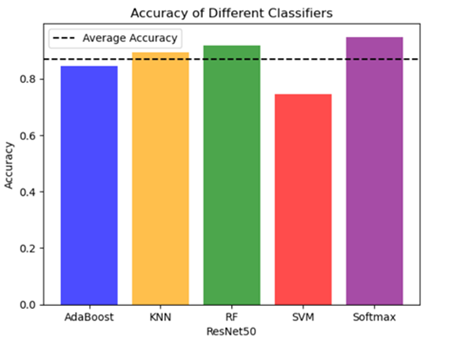 Accuracy of Different Classifiers
Average Accuracy
Accuracy
0.8
0.6
0.4
0.2
0.0
AdaBoost KNN RF SVM Softmax
ResNet50